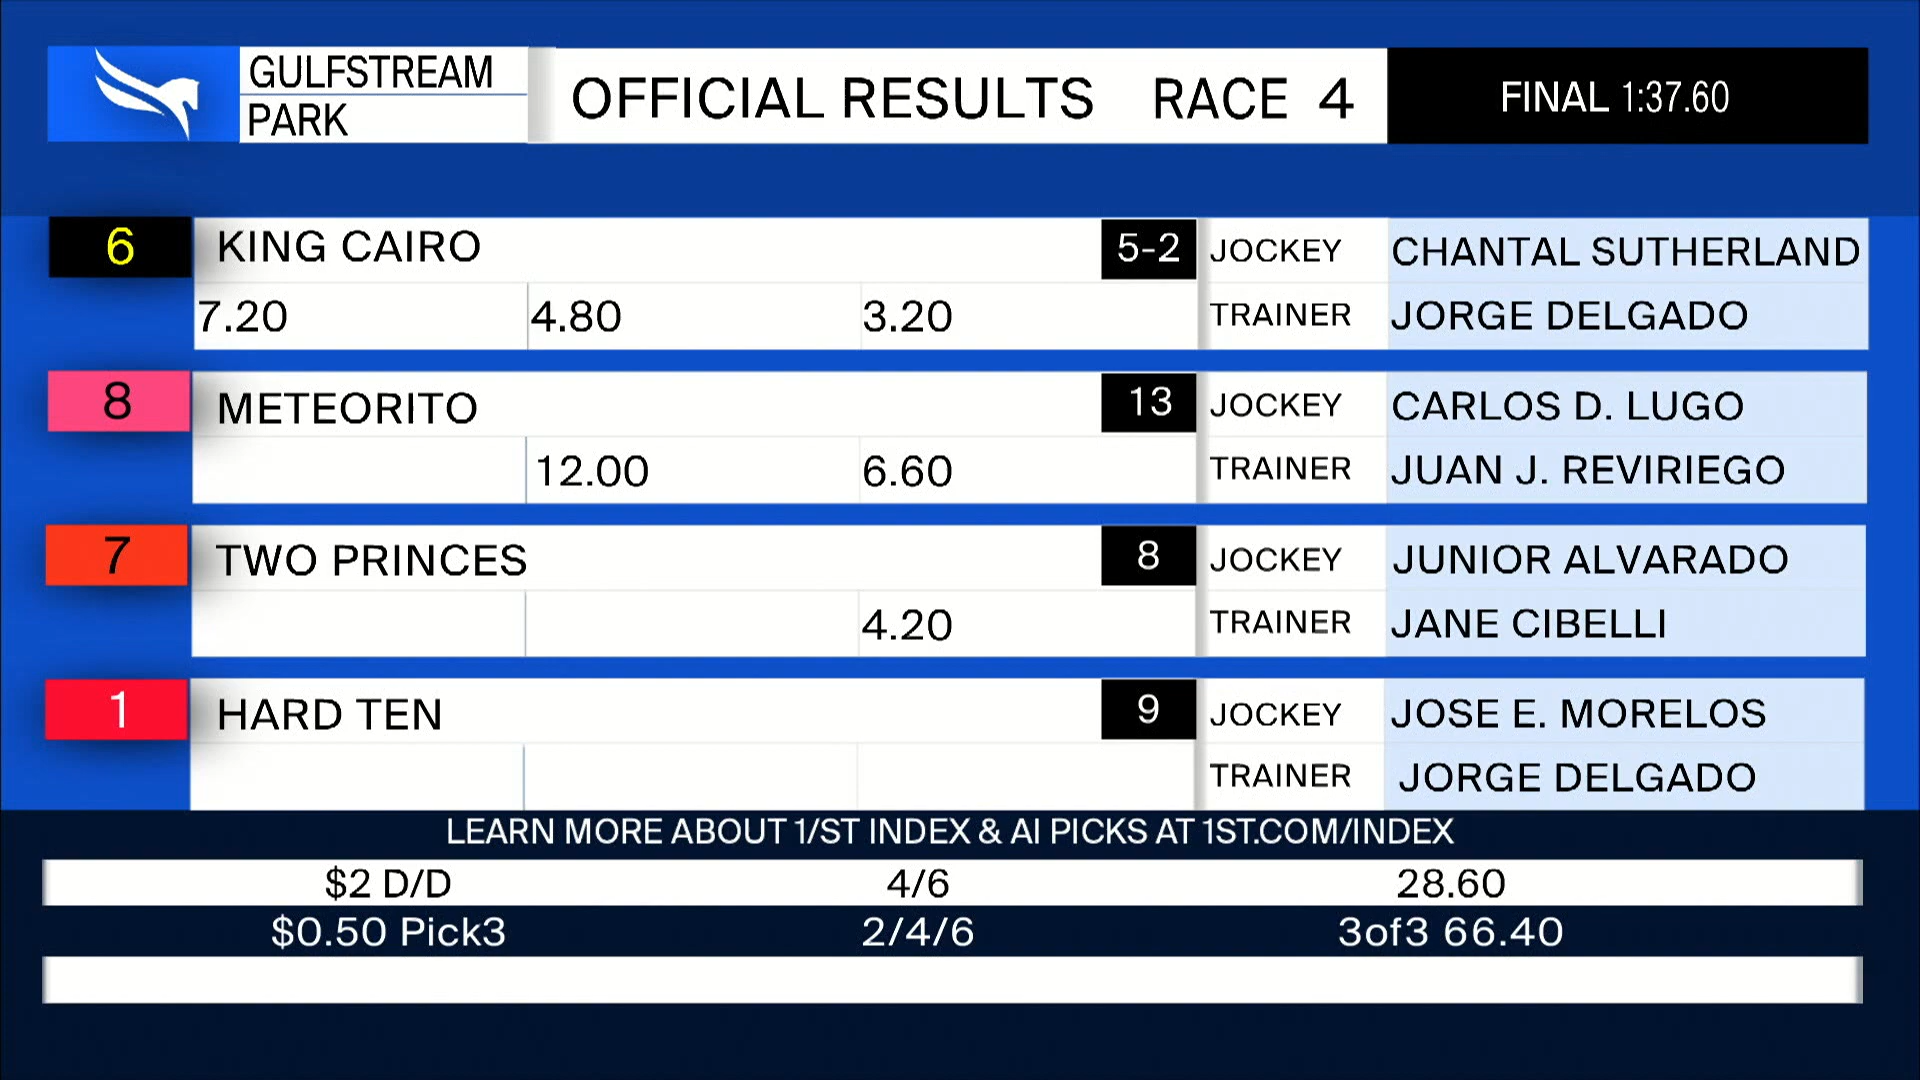 GULFSTREAM
PARK
OFFICIAL RESULTS RACE 4
FINAL 1:37.60
6 KING CAIRO 5-2 JOCKEY CHANTAL SUTHERLAND
7.20 4.80 3.20 TRAINER JORGE DELGADO
8 METEORITO 13 JOCKEY CARLOS D. LUGO
12.00 6.60 TRAINER JUAN J. REVIRIEGO
7 TWO PRINCES 8 JOCKEY JUNIOR ALVARADO
4.20 TRAINER JANE CIBELLI
1 HARD TEN 9 JOCKEY JOSE E. MORELOS
TRAINER JORGE DELGADO
LEARN MORE ABOUT 1/ST INDEX & AI PICKS AT 1ST.COM/INDEX
$2 D/D 4/6 28.60
$0.50 Pick3 2/4/6 3of3 66.40